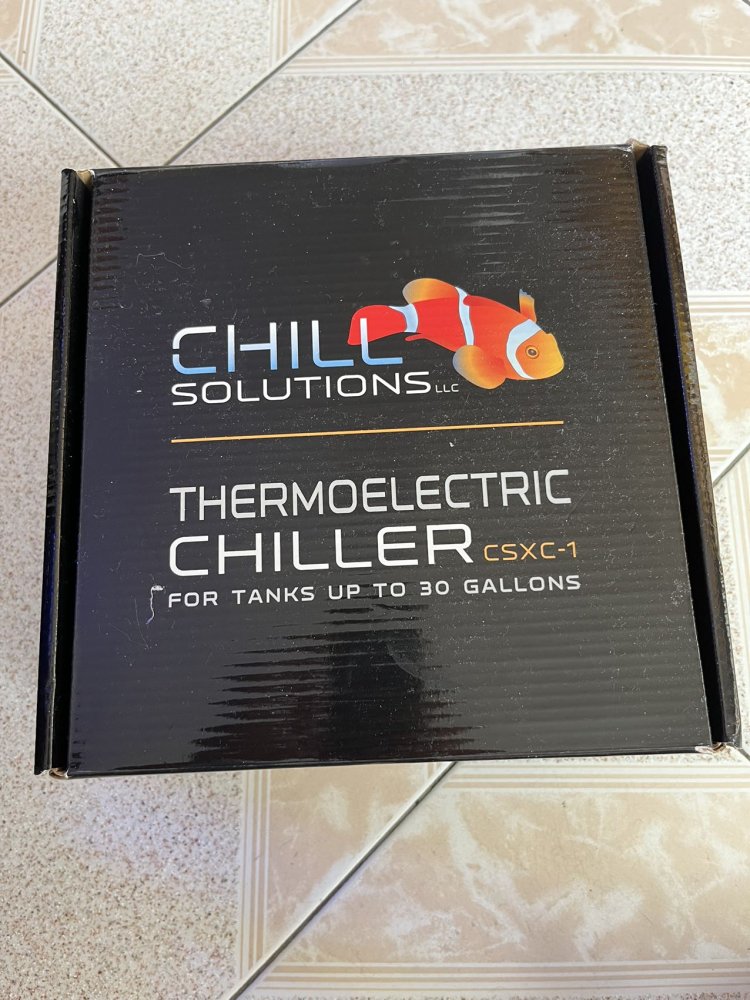 CHILL
SOLUTIONS LLC
THERMOELECTRIC
CHILLER CSXC-1
FOR TANKS UP TO 30 GALLONS